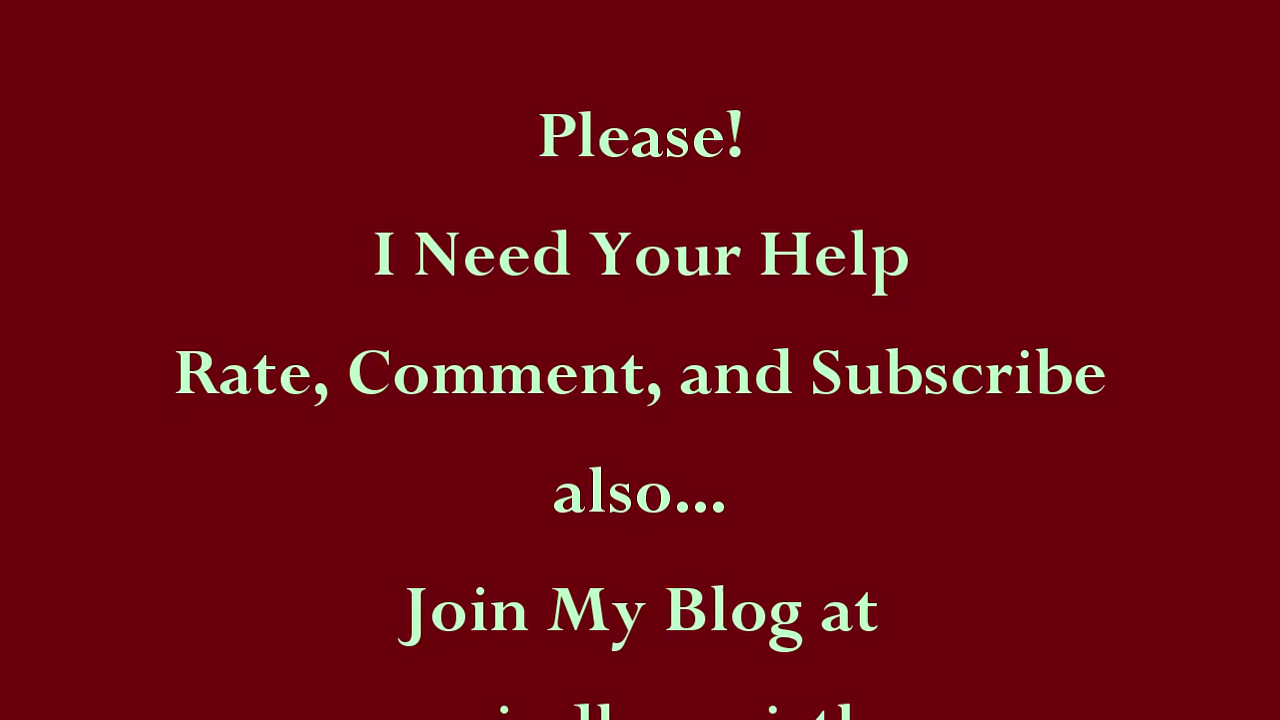 Please!
I Need Your Help
Rate, Comment, and Subscribe
also...
Join My Blog at